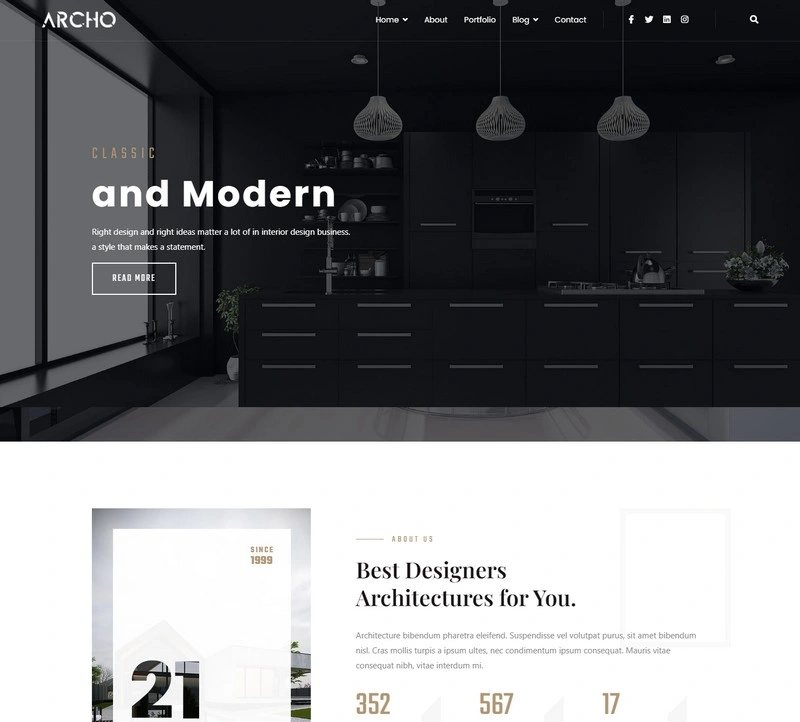 ARCHO
Home About Portfolio Blog Contact
CLASSIC
and Modern
Right design and right ideas matter a lot of in interior design business.
a style that makes a statement.
READ MORE
SINCE
1999
21
ABOUT US
Best Designers
Architectures for You.
Architecture bibendum pharetra eleifend. Suspendisse vel volutpat purus, sit amet bibendum
nisl. Cras mollis turpis a ipsum ultes, nec condimentum ipsum consequat. Mauris vitae
consequat nibh, vitae interdum mi.
352 567 17